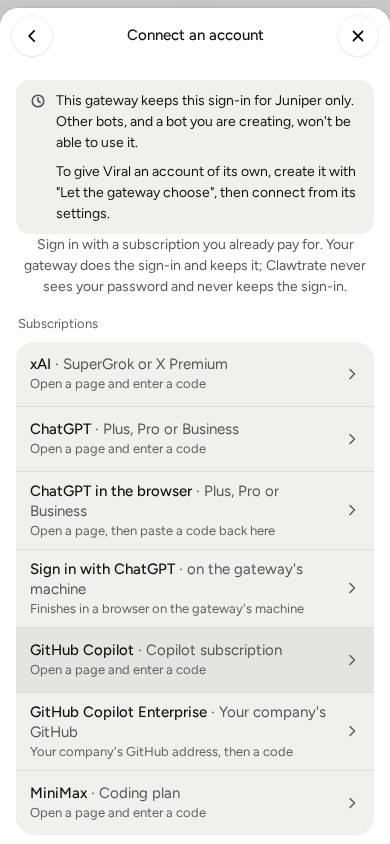 Connect an account
This gateway keeps this sign-in for Juniper only.
Other bots, and a bot you are creating, won't be
able to use it.
To give Viral an account of its own, create it with
"Let the gateway choose", then connect from its
settings.
Sign in with a subscription you already pay for. Your
gateway does the sign-in and keeps it; Clawtrate never
sees your password and never keeps the sign-in.
Subscriptions
xAI · SuperGrok or X Premium
Open a page and enter a code
ChatGPT · Plus, Pro or Business
Open a page and enter a code
ChatGPT in the browser · Plus, Pro or
Business
Open a page, then paste a code back here
Sign in with ChatGPT · on the gateway's
machine
Finishes in a browser on the gateway's machine
GitHub Copilot · Copilot subscription
Open a page and enter a code
GitHub Copilot Enterprise · Your company's
GitHub
Your company's GitHub address, then a code
MiniMax · Coding plan
Open a page and enter a code